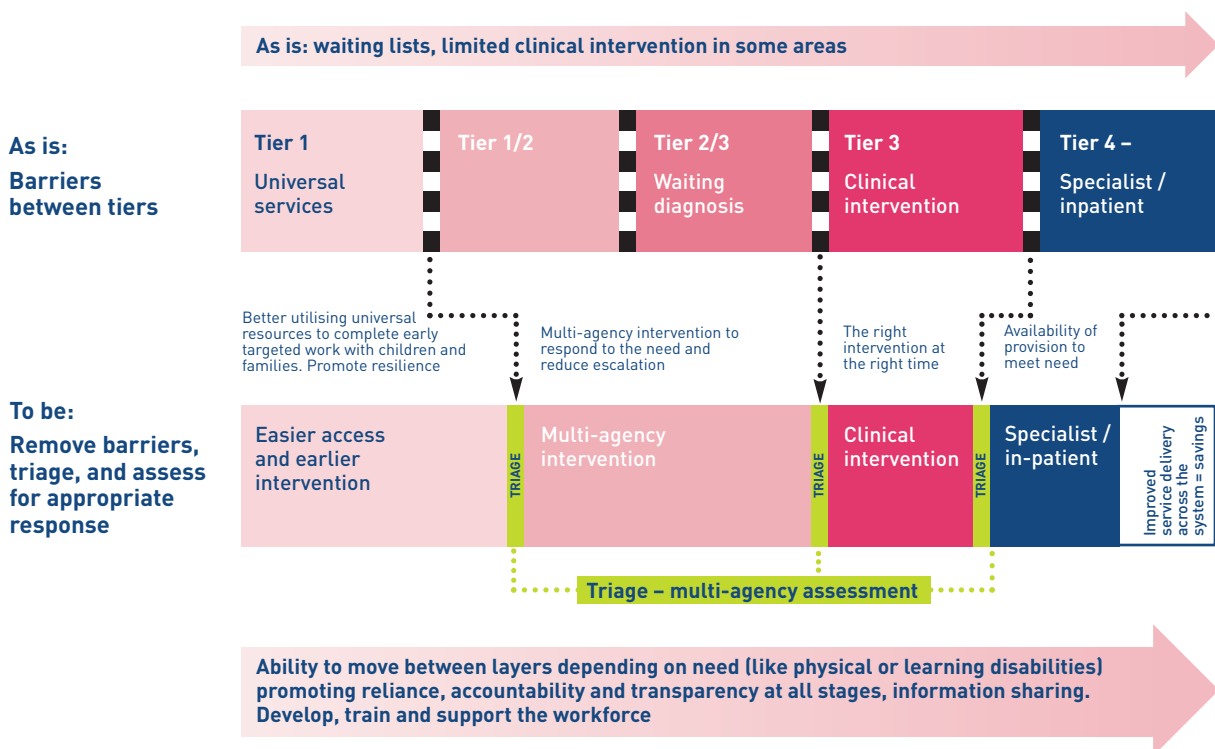 As is: waiting lists, limited clinical intervention in some areas
As is:
Barriers
between tiers
Tier 1
Universal
services
Tier 1/2
Tier 2/3
Waiting
diagnosis
Tier 3
Clinical
intervention
Tier 4 –
Specialist /
inpatient
Better utilising universal
resources to complete early
targeted work with children and
families. Promote resilience
Multi-agency intervention to
respond to the need and
reduce escalation
The right
intervention at
the right time
Availability of
provision to
meet need
To be:
Remove barriers,
triage, and assess
for appropriate
response
Easier access
and earlier
intervention
TRIAGE
Multi-agency
intervention
TRIAGE
Clinical
intervention
TRIAGE
Specialist /
in-patient
Improved
service delivery
across the
system = savings
Triage – multi-agency assessment
Ability to move between layers depending on need (like physical or learning disabilities)
promoting reliance, accountability and transparency at all stages, information sharing.
Develop, train and support the workforce